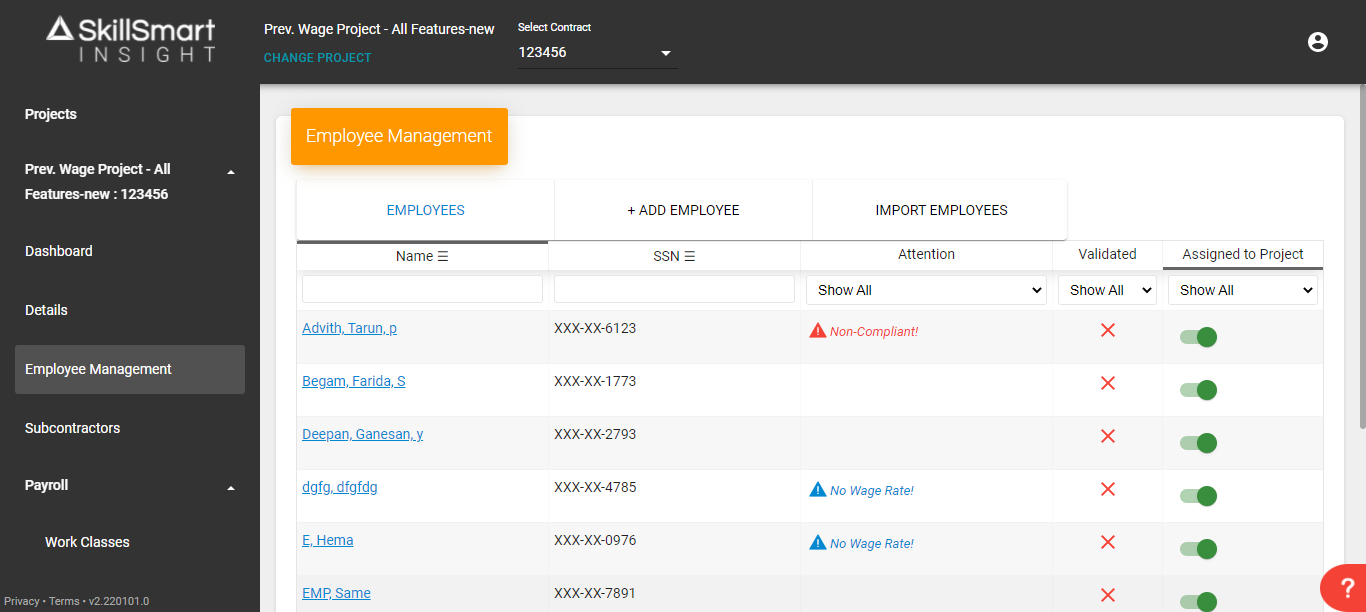 SkillSmart
INSIGHT
Prev. Wage Project - All Features-new
CHANGE PROJECT
Select Contract
123456
Projects
Prev. Wage Project - All
Features-new : 123456
Dashboard
Details
Employee Management
Subcontractors
Payroll
Work Classes
Privacy • Terms • v2.220101.0
Employee Management
EMPLOYEES
+ ADD EMPLOYEE
IMPORT EMPLOYEES
Name SSN Attention Validated Assigned to Project
Show All Show All Show All
Advith, Tarun, p XXX-XX-6123 Non-Compliant!
Begam, Farida, S XXX-XX-1773
Deepan, Ganesan, y XXX-XX-2793
dgfg, dfgfdg XXX-XX-4785 No Wage Rate!
E, Hema XXX-XX-0976 No Wage Rate!
EMP, Same XXX-XX-7891
?